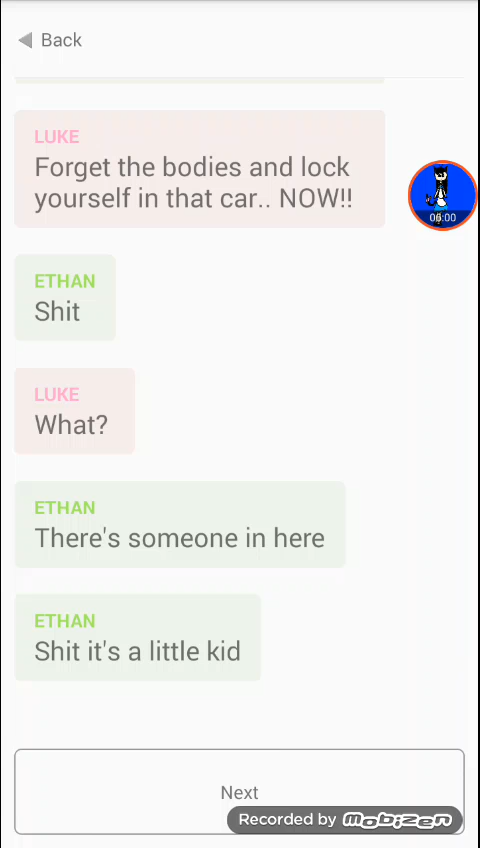 Back
LUKE
Forget the bodies and lock
yourself in that car.. NOW!!
00:00
ETHAN
Shit
LUKE
What?
ETHAN
There's someone in here
ETHAN
Shit it's a little kid
Next
Recorded by mobizen